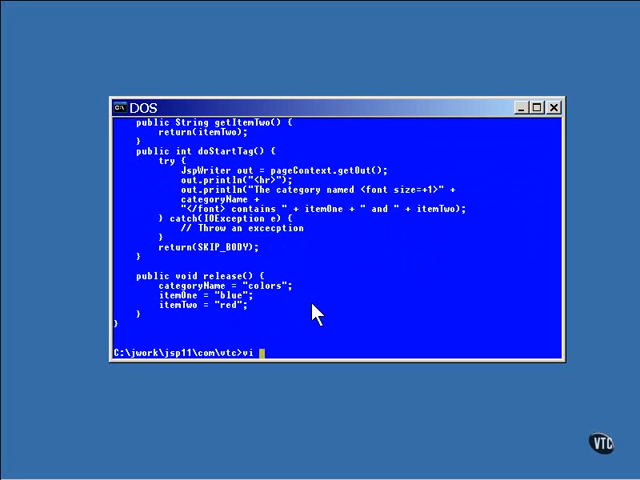 DOS
public String getItemTwo() {
return(itemTwo);
}
public int doStartTag() {
try {
JspWriter out = pageContext.getOut();
out.println("<hr>");
out.println("The category named <font size=+1>" +
categoryName +
"</font> contains " + itemOne + " and " + itemTwo);
} catch(IOException e) {
// Throw an excecption
}
return(SKIP_BODY);
}
public void release() {
categoryName = "colors";
itemOne = "blue";
itemTwo = "red";
}
}
C:\jwork\jsp11\com\vtc>vi
VTC